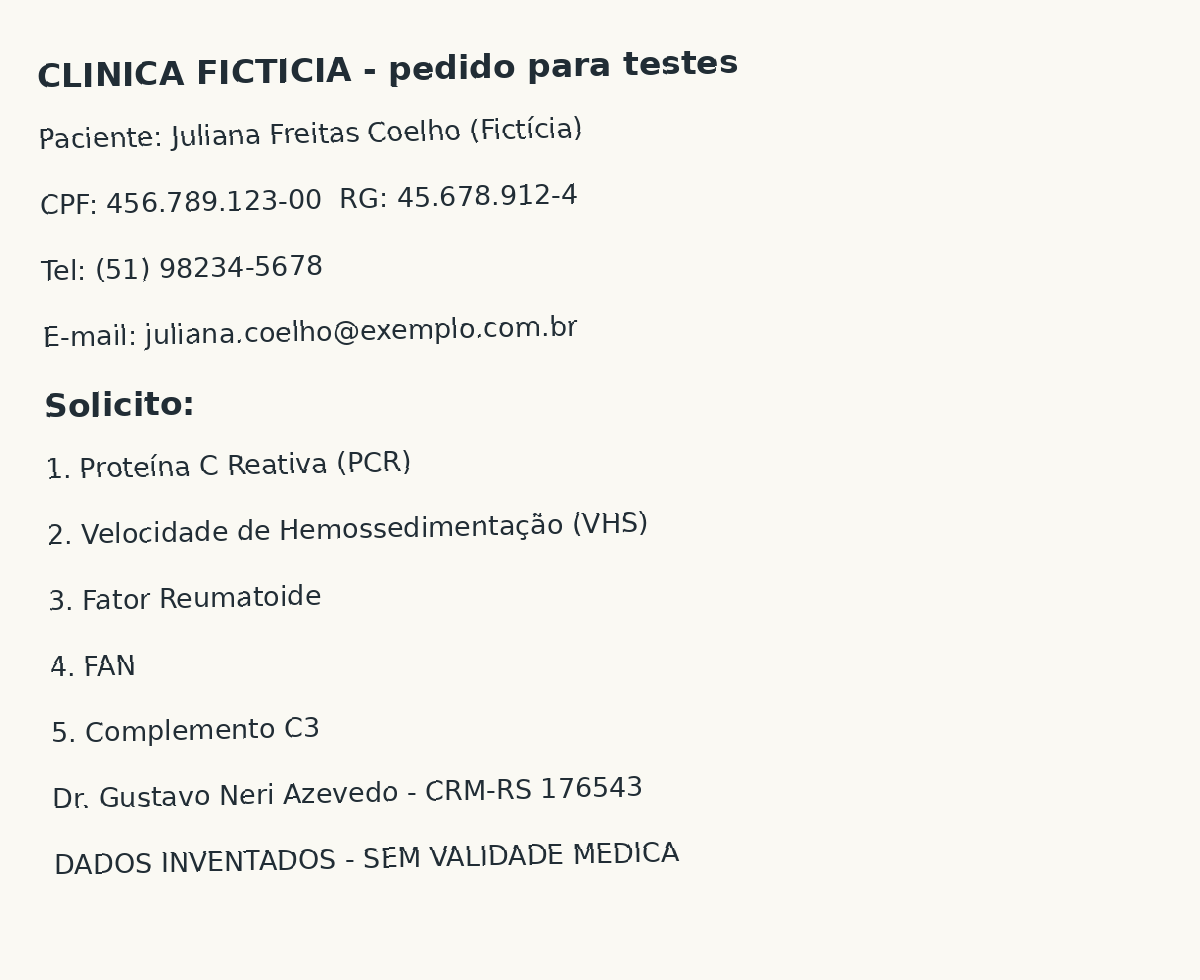 CLINICA FICTICIA - pedido para testes
Paciente: Juliana Freitas Coelho (Fictícia)
CPF: 456.789.123-00  RG: 45.678.912-4
Tel: (51) 98234-5678
E-mail: juliana.coelho@exemplo.com.br
Solicito:
1. Proteína C Reativa (PCR)
2. Velocidade de Hemossedimentação (VHS)
3. Fator Reumatoide
4. FAN
5. Complemento C3
Dr. Gustavo Neri Azevedo - CRM-RS 176543
DADOS INVENTADOS - SEM VALIDADE MEDICA